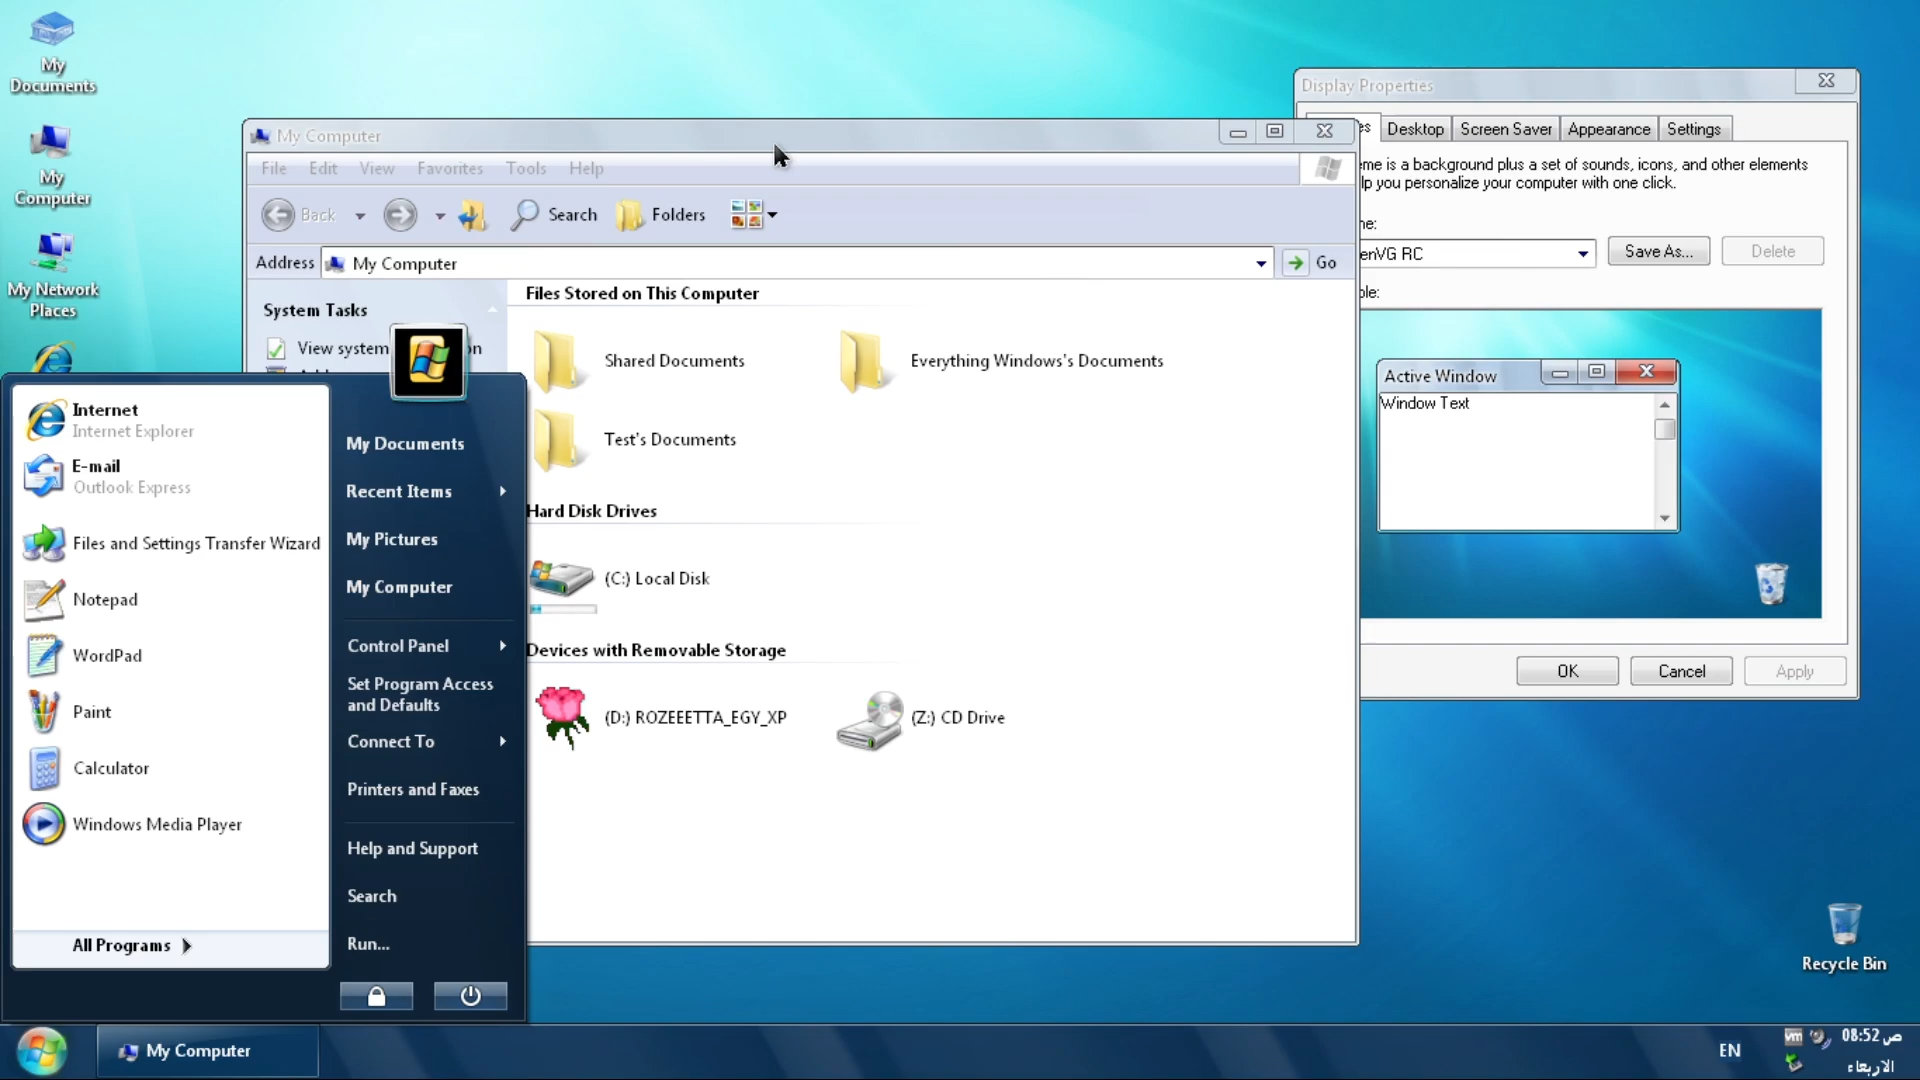 My
Documents
My
Computer
My Network
Places
My Computer
File Edit View Favorites Tools Help
Back Search Folders
Address My Computer Go
System Tasks
View system
Files Stored on This Computer
Shared Documents
Everything Windows's Documents
Test's Documents
Hard Disk Drives
(C:) Local Disk
Devices with Removable Storage
(D:) ROZEEETTA_EGY_XP
(Z:) CD Drive
Display Properties
Desktop Screen Saver Appearance Settings
eme is a background plus a set of sounds, icons, and other elements
lp you personalize your computer with one click.
me:
enVG RC
Save As...
Delete
ple:
Active Window
Window Text
OK
Cancel
Apply
Internet
Internet Explorer
E-mail
Outlook Express
Files and Settings Transfer Wizard
Notepad
WordPad
Paint
Calculator
Windows Media Player
All Programs
My Documents
Recent Items
My Pictures
My Computer
Control Panel
Set Program Access
and Defaults
Connect To
Printers and Faxes
Help and Support
Search
Run...
Recycle Bin
My Computer
EN
vm
08:52 ص
الاربعاء